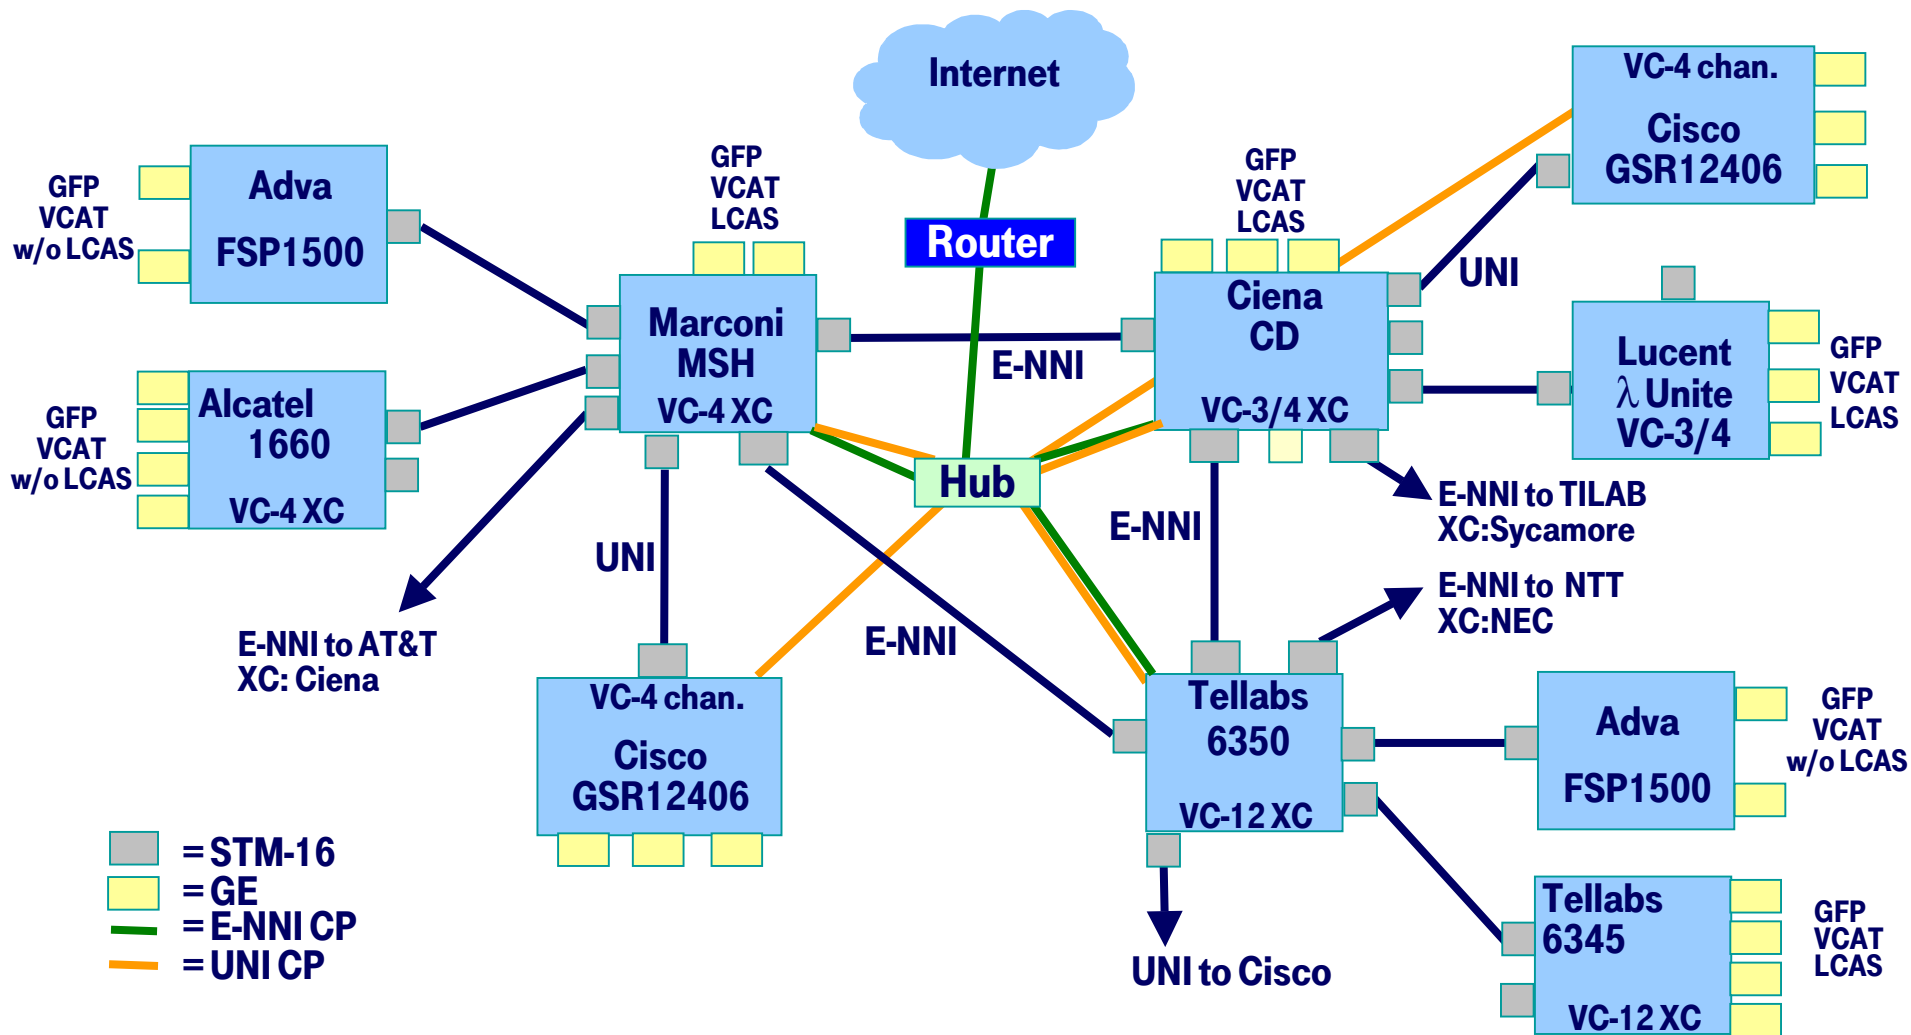 Internet
VC-4 chan.
Cisco
GSR12406
GFP
VCAT
w/o LCAS
Adva
FSP1500
GFP
VCAT
LCAS
Router
GFP
VCAT
LCAS
UNI
Marconi
MSH
VC-4 XC
E-NNI
Ciena
CD
VC-3/4 XC
Lucent
λ Unite
VC-3/4
GFP
VCAT
LCAS
GFP
VCAT
w/o LCAS
Alcatel
1660
VC-4 XC
Hub
E-NNI to TILAB
XC:Sycamore
E-NNI
UNI
E-NNI to NTT
XC:NEC
E-NNI to AT&T
XC: Ciena
E-NNI
VC-4 chan.
Cisco
GSR12406
Tellabs
6350
VC-12 XC
Adva
FSP1500
GFP
VCAT
w/o LCAS
= STM-16
= GE
= E-NNI CP
= UNI CP
UNI to Cisco
Tellabs
6345
VC-12 XC
GFP
VCAT
LCAS